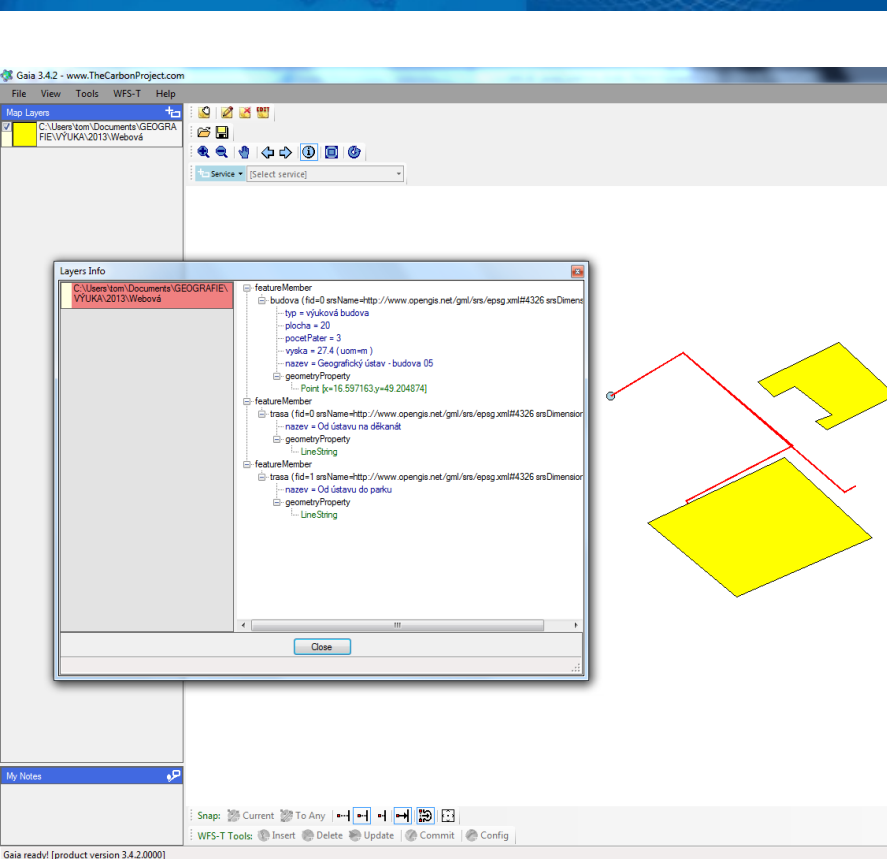 Gaia 3.4.2 - www.TheCarbonProject.com
File View Tools WFS-T Help
Map Layers
C:\Users\tom\Documents\GEOGRA
FIE\VÝUKA\2013\Webová
EDIT
Service [Select service]
Layers Info
C:\Users\tom\Documents\GEOGRAFIE\
VÝUKA\2013\Webová
featureMember
budova (fid=0 srsName=http://www.opengis.net/gml/srs/epsg.xml#4326 srsDimens
typ = výuková budova
plocha = 20
pocetPater = 3
vyska = 27.4 ( uom=m )
nazev = Geografický ústav - budova 05
geometryProperty
Point [x=16.597163,y=49.204874]
featureMember
trasa (fid=0 srsName=http://www.opengis.net/gml/srs/epsg.xml#4326 srsDimension
nazev = Od ústavu na děkanát
geometryProperty
LineString
featureMember
trasa (fid=1 srsName=http://www.opengis.net/gml/srs/epsg.xml#4326 srsDimension
nazev = Od ústavu do parku
geometryProperty
LineString
Close
My Notes
Snap: Current To Any
WFS-T Tools: Insert Delete Update Commit Config
Gaia ready! [product version 3.4.2.0000]